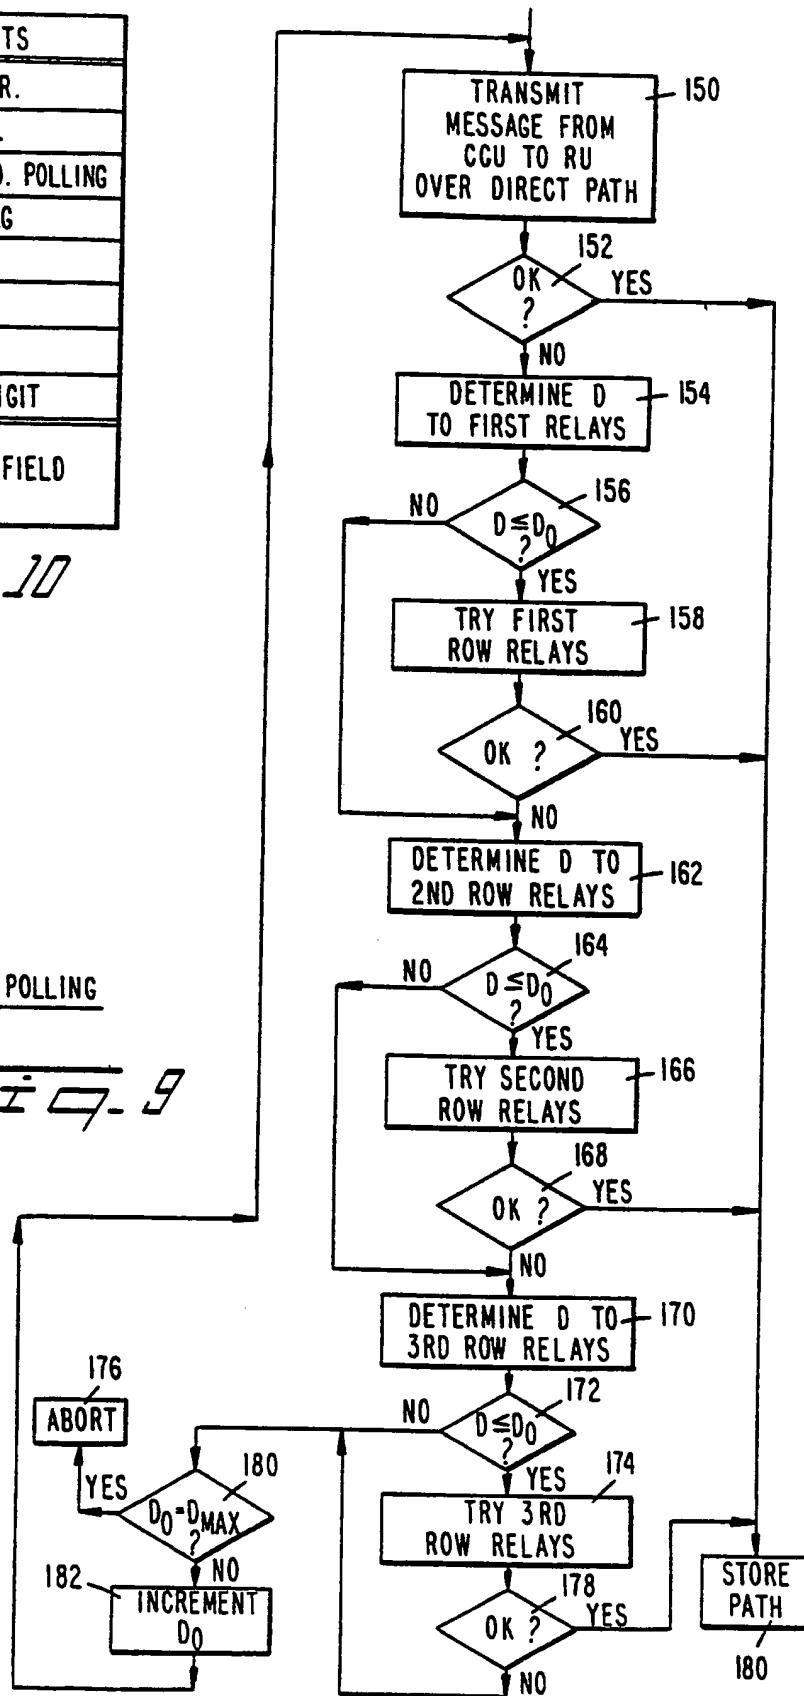 TS
R.
O. POLLING
G
IGIT
FIELD
10
POLLING
Fig. 9
TRANSMIT
MESSAGE FROM
CCU TO RU
OVER DIRECT PATH
150
OK
?
152
YES
NO
DETERMINE D
TO FIRST RELAYS
154
D≦D0
?
156
NO
YES
TRY FIRST
ROW RELAYS
158
OK ?
160
YES
NO
DETERMINE D TO
2ND ROW RELAYS
162
D≦D0
?
164
NO
YES
TRY SECOND
ROW RELAYS
166
OK ?
168
YES
NO
DETERMINE D TO
3RD ROW RELAYS
170
D≦D0
?
172
NO
YES
TRY 3RD
ROW RELAYS
174
OK ?
178
YES
NO
176
ABORT
YES
D0=DMAX
?
180
NO
182
INCREMENT
D0
STORE
PATH
180